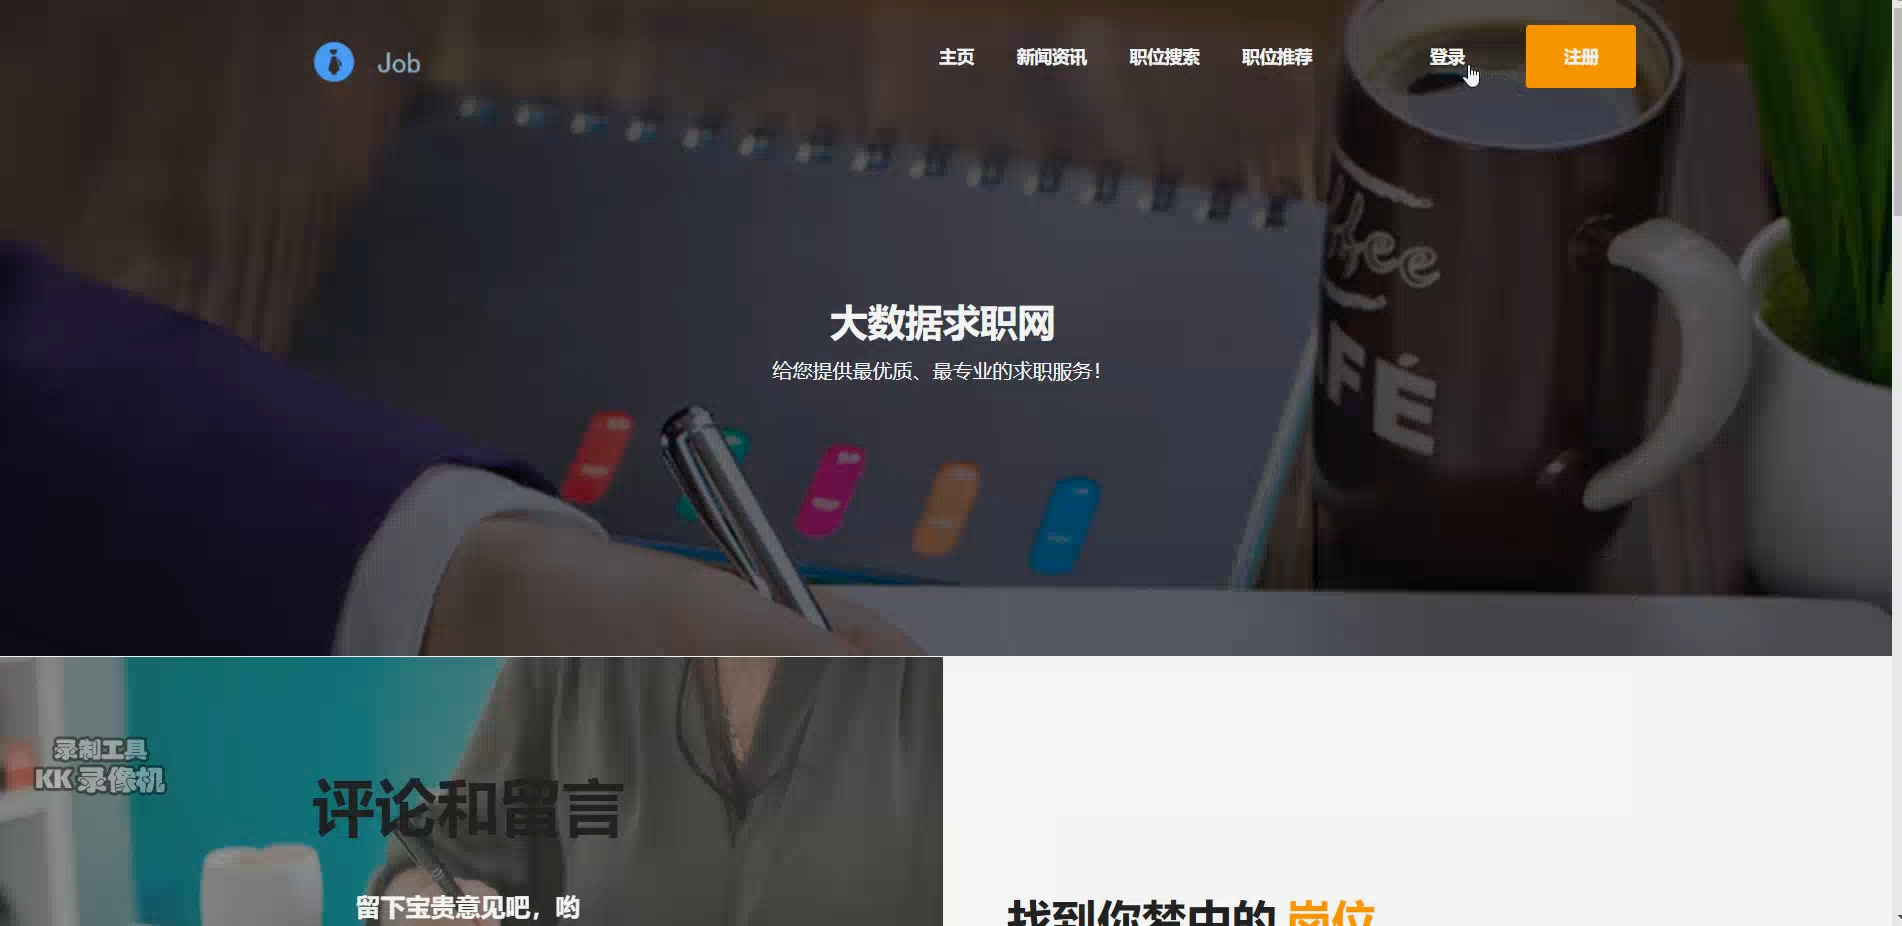 Job
主页 新闻资讯 职位搜索 职位推荐 登录 注册
大数据求职网
给您提供最优质、最专业的求职服务!
ffee
CAFÉ
录制工具
KK 录像机
评论和留言
留下宝贵意见吧，哟
找到你梦中的 岗位